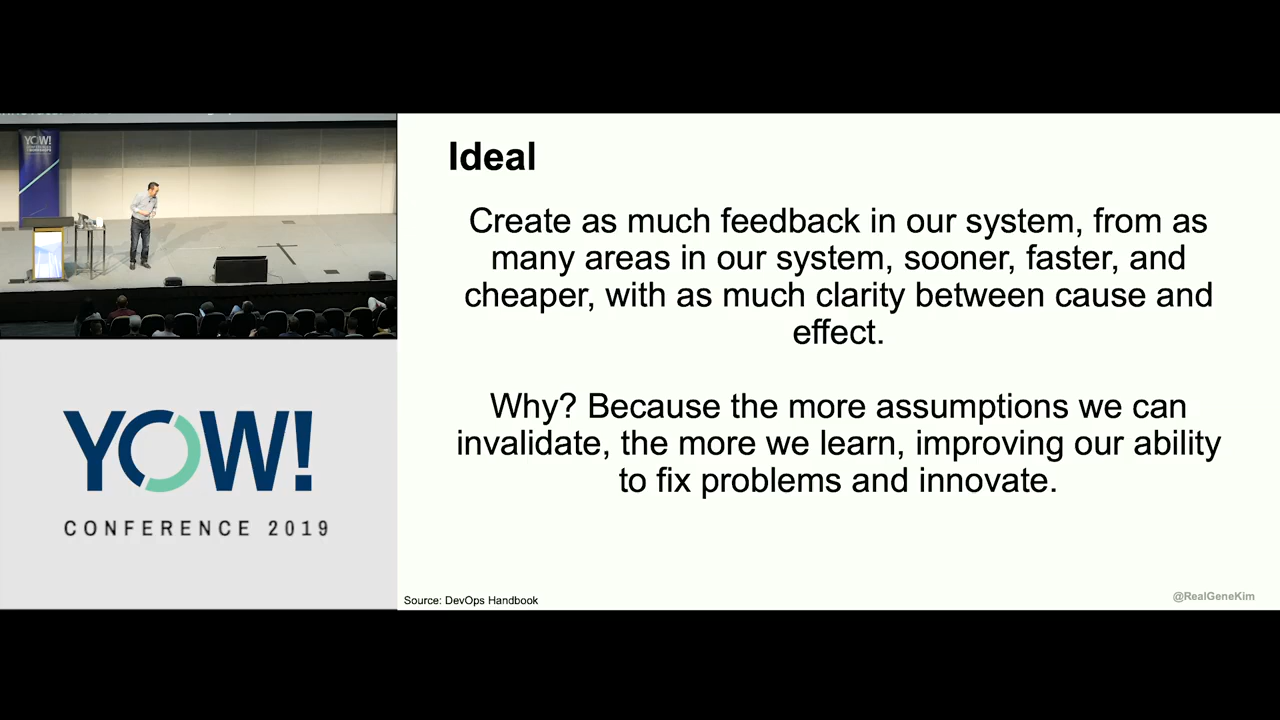 YOW!
Ideal
Create as much feedback in our system, from as
many areas in our system, sooner, faster, and
cheaper, with as much clarity between cause and
effect.
Why? Because the more assumptions we can
invalidate, the more we learn, improving our ability
to fix problems and innovate.
YOW!
CONFERENCE 2019
Source: DevOps Handbook
@RealGeneKim